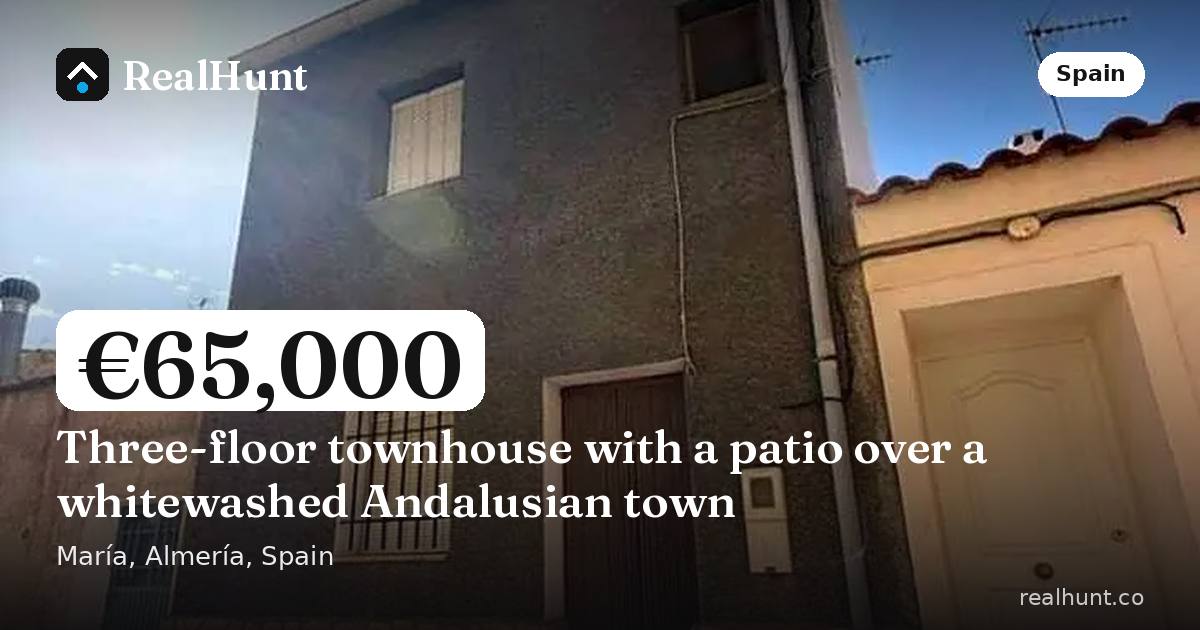 RealHunt
Spain
€65,000
Three-floor townhouse with a patio over a
whitewashed Andalusian town
María, Almería, Spain
realhunt.co